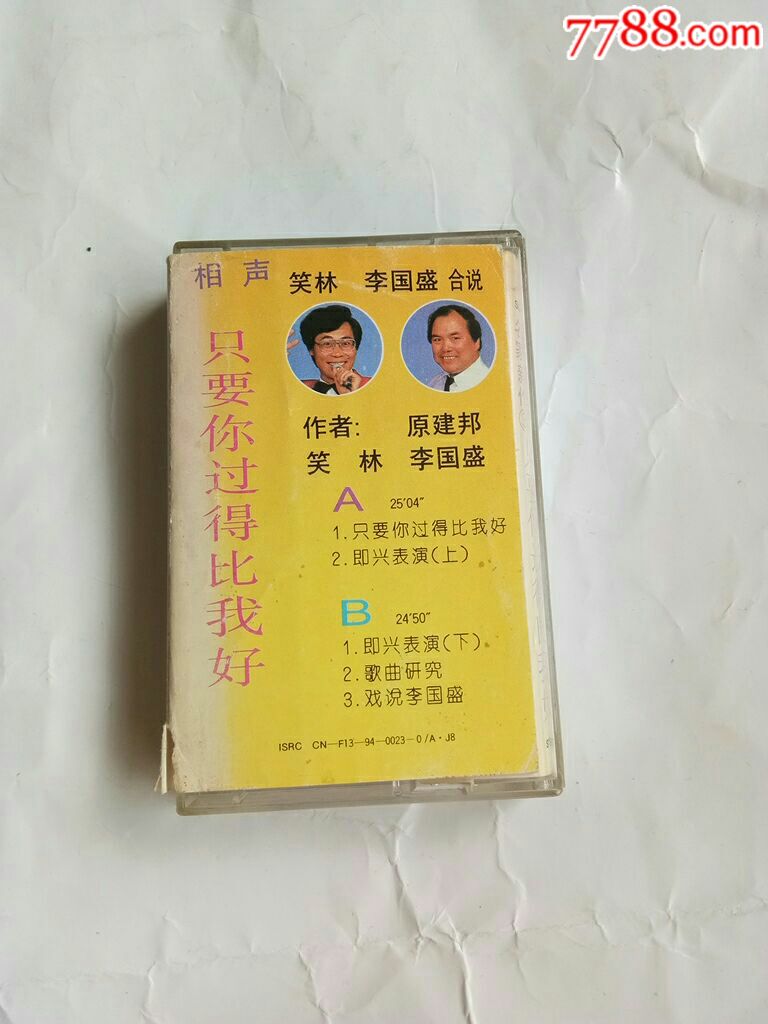 7788.com
相声
笑林 李国盛 合说
只要你过得比我好
作者: 原建邦
笑林 李国盛
A 25'04"
1.只要你过得比我好
2.即兴表演(上)
B 24'50"
1.即兴表演(下)
2.歌曲研究
3.戏说李国盛
ISRC CN—F13—94—0023—0/A·J8